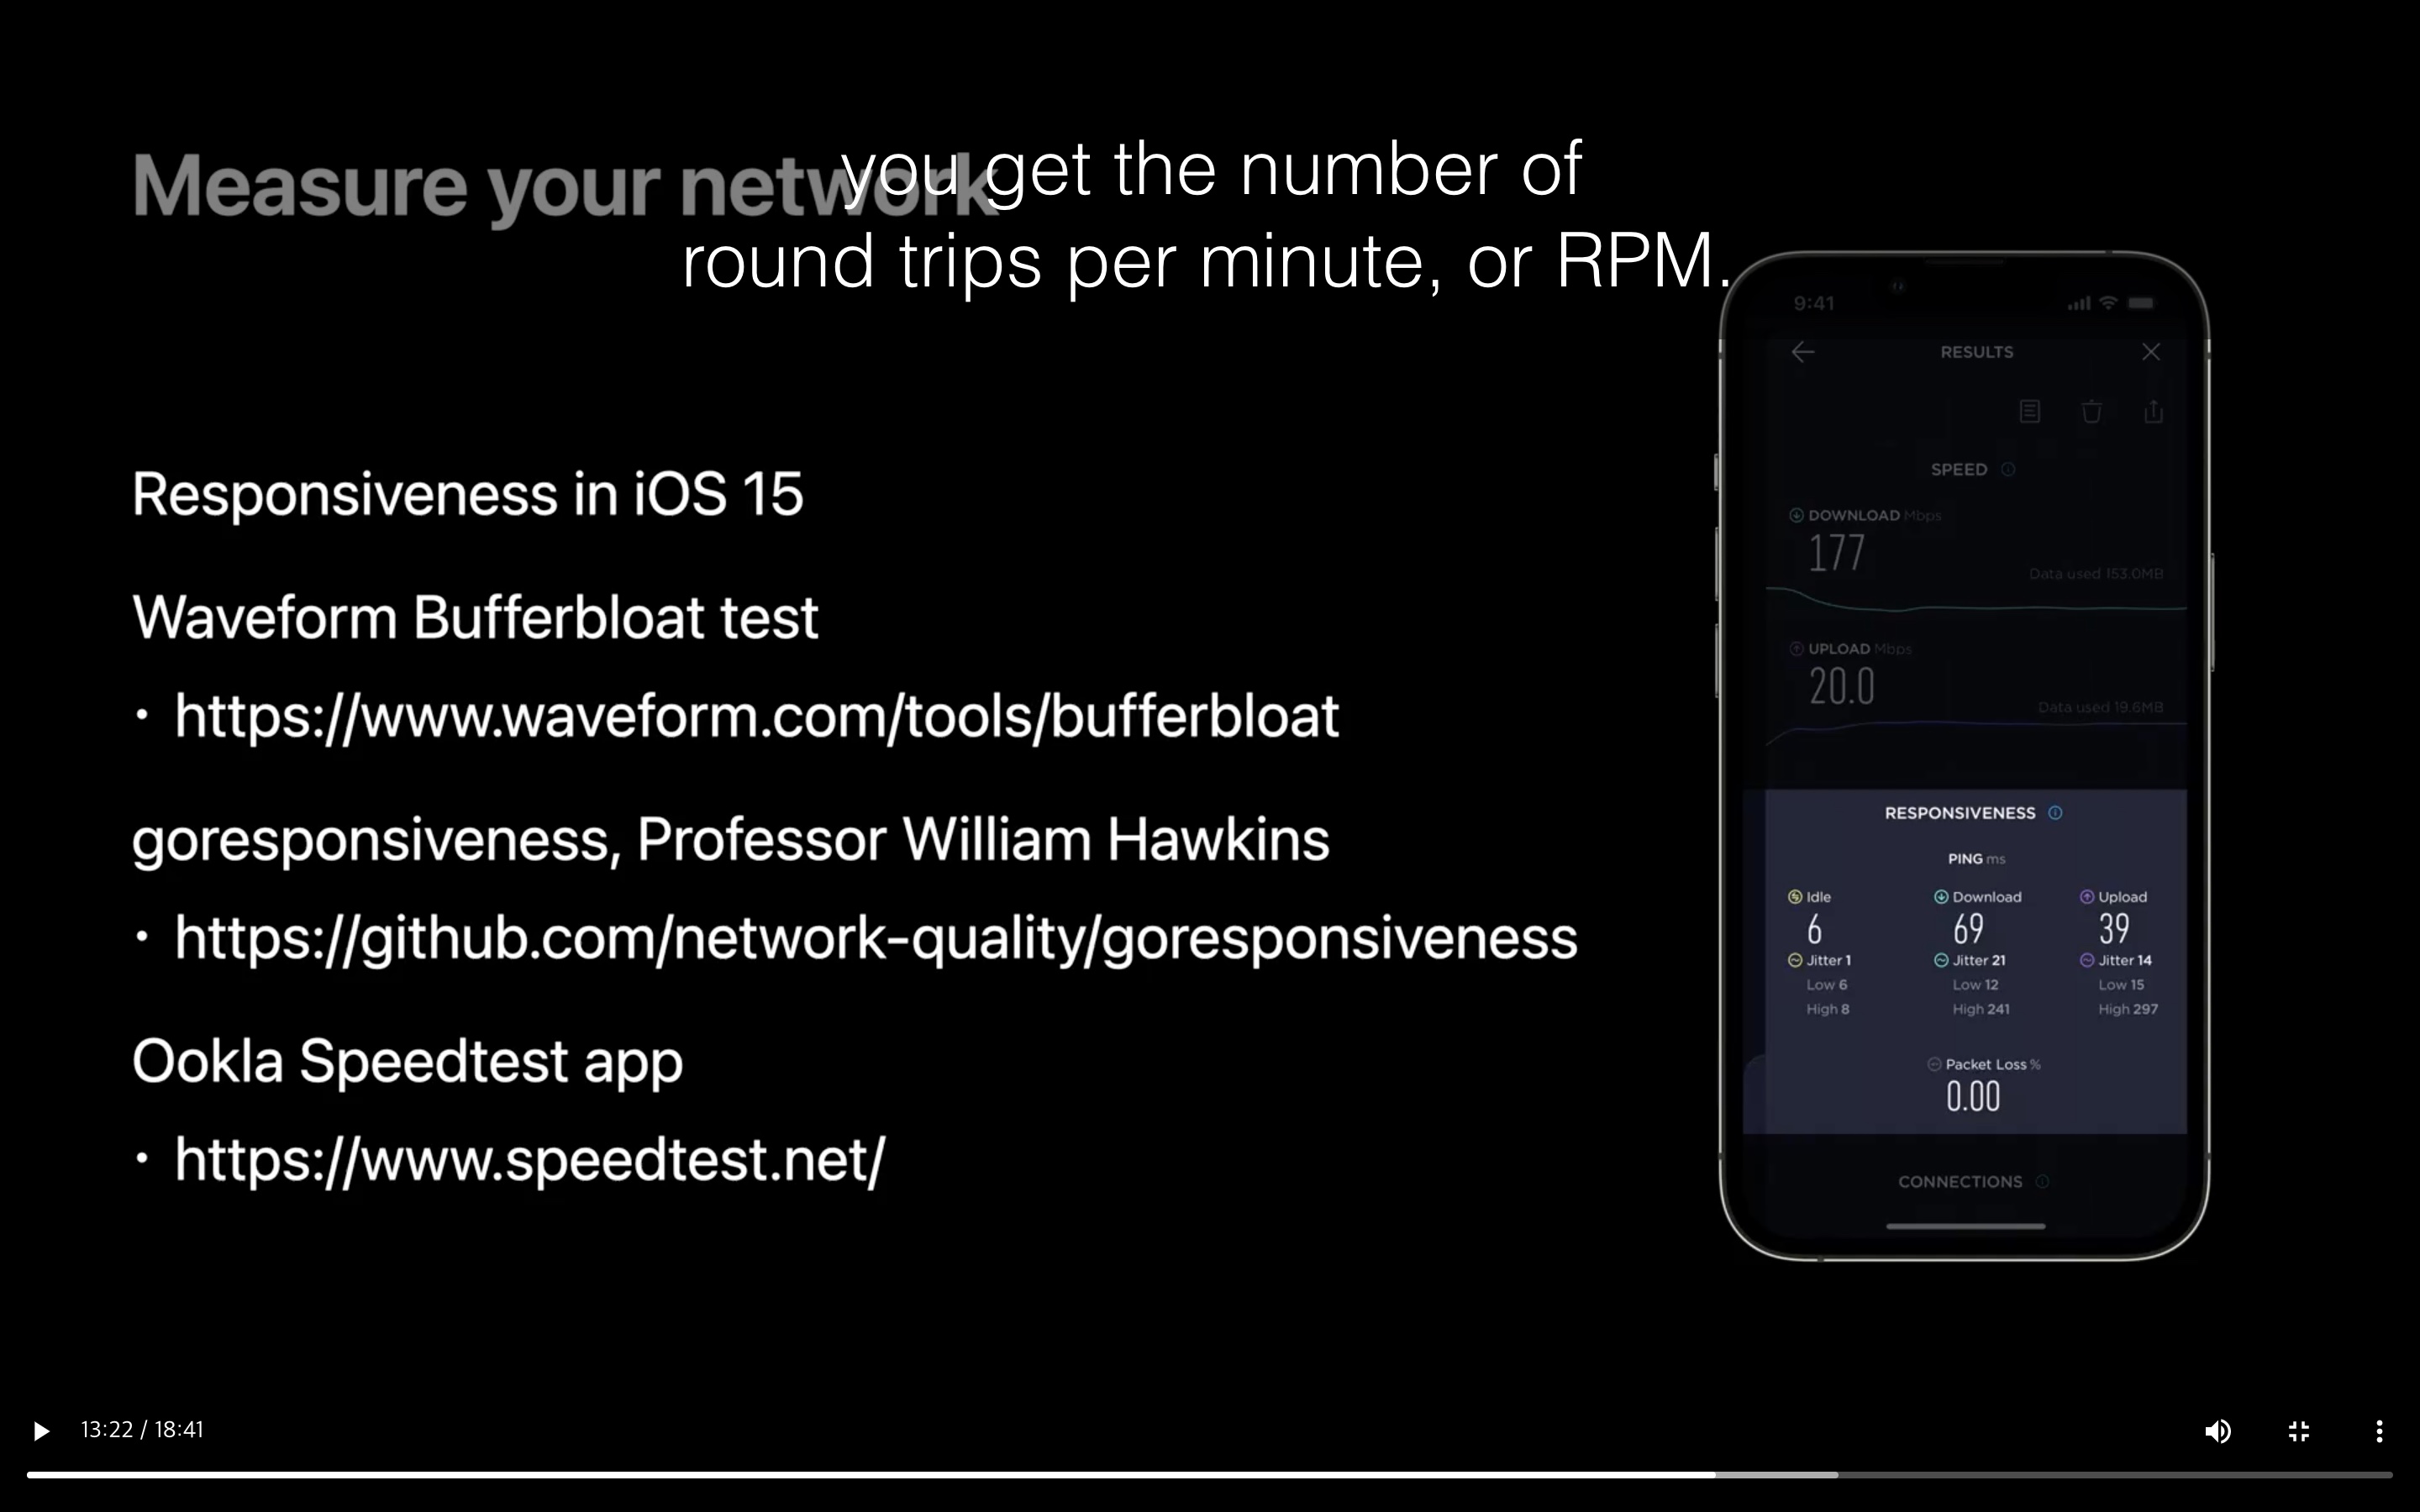 Measure your network
you get the number of
round trips per minute, or RPM.
Responsiveness in iOS 15
Waveform Bufferbloat test
• https://www.waveform.com/tools/bufferbloat
goresponsiveness, Professor William Hawkins
• https://github.com/network-quality/goresponsiveness
Ookla Speedtest app
• https://www.speedtest.net/
9:41
RESULTS
SPEED
DOWNLOAD Mbps
177
Data used 153.0MB
UPLOAD Mbps
20.0
Data used 19.6MB
RESPONSIVENESS
PING ms
Idle Download Upload
6 69 39
Jitter 1 Jitter 21 Jitter 14
Low 6 Low 12 Low 15
High 8 High 241 High 297
Packet Loss %
0.00
CONNECTIONS
13:22 / 18:41